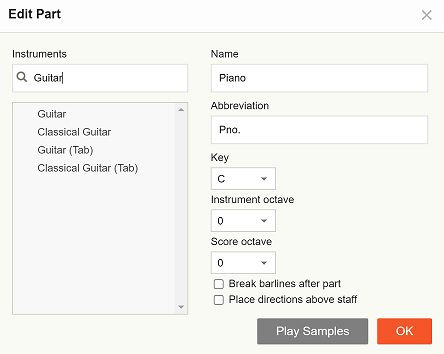 Edit Part
Instruments
Guitar
Guitar
Classical Guitar
Guitar (Tab)
Classical Guitar (Tab)
Name
Piano
Abbreviation
Pno.
Key
C
Instrument octave
0
Score octave
0
Break barlines after part
Place directions above staff
Play Samples
OK